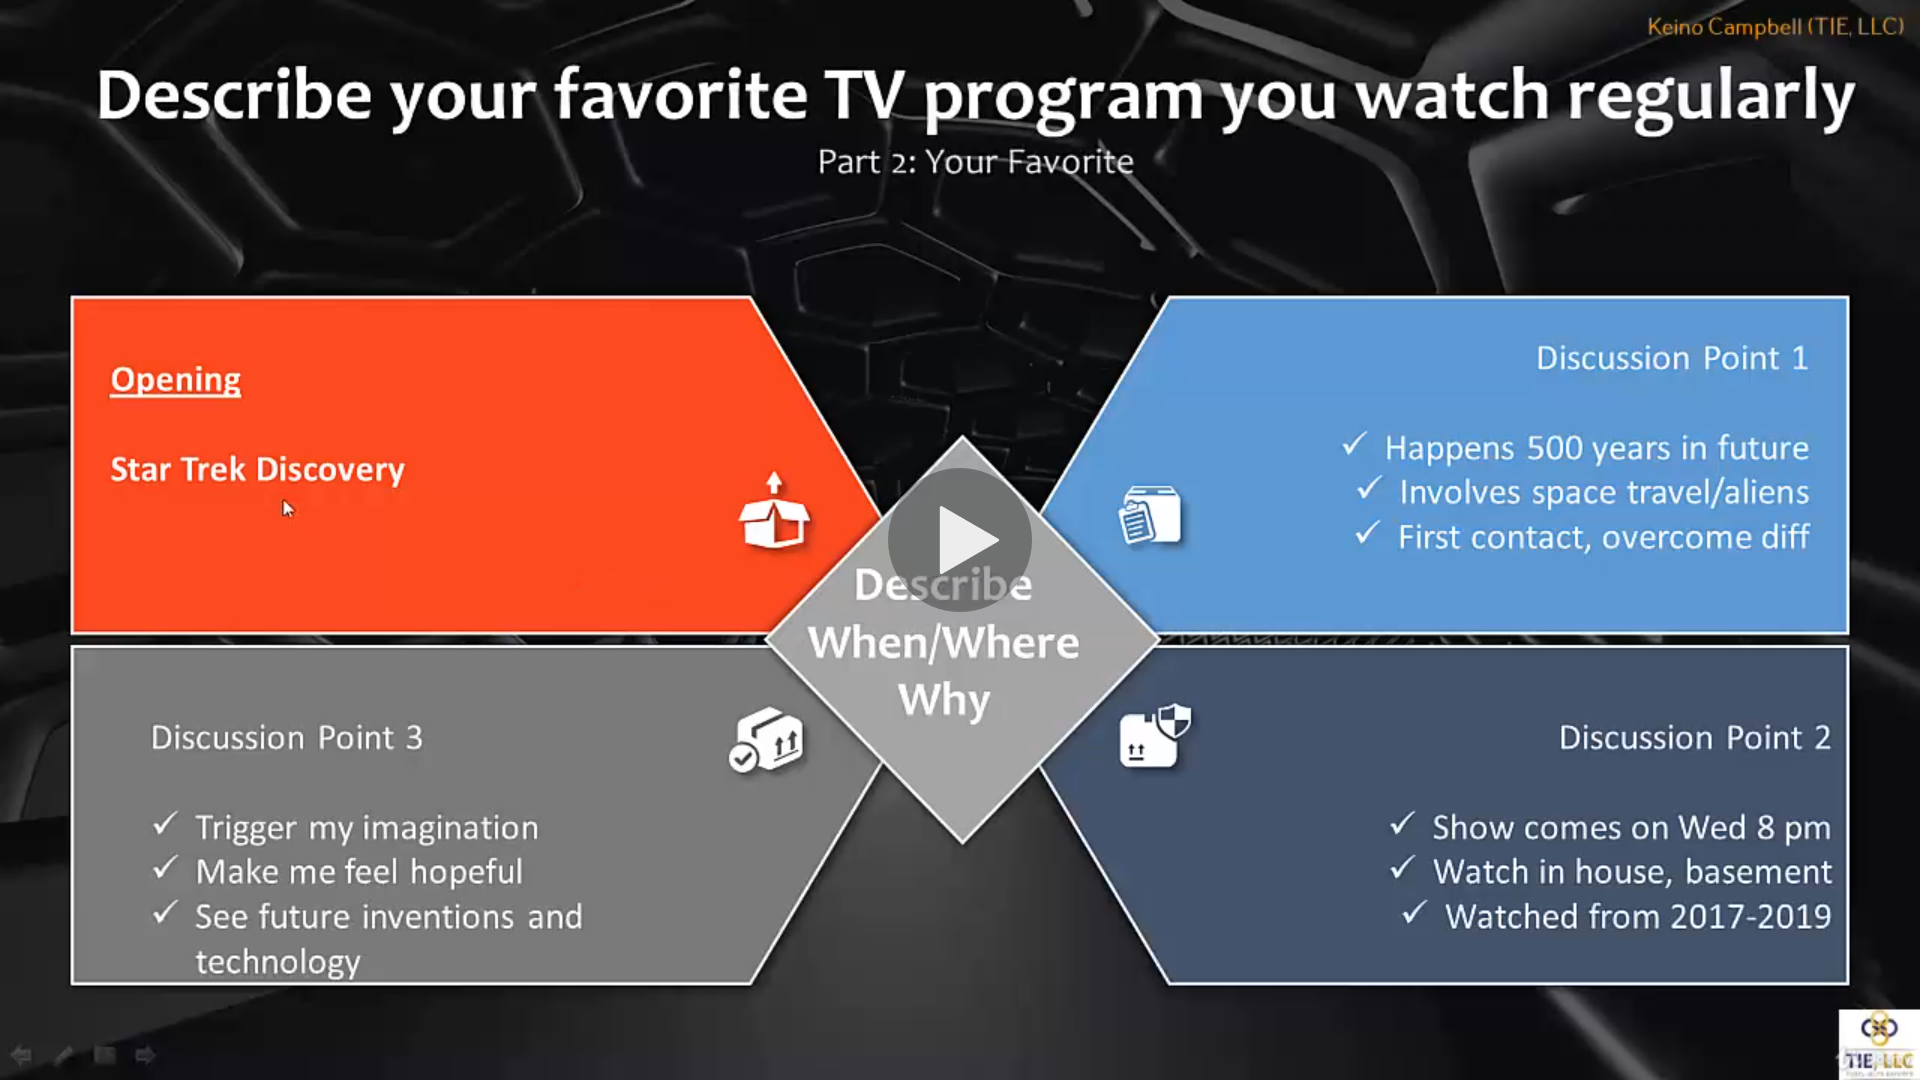 Keino Campbell (TIE, LLC)
Describe your favorite TV program you watch regularly
Part 2: Your Favorite
Opening
Star Trek Discovery
Discussion Point 1
✓ Happens 500 years in future
✓ Involves space travel/aliens
✓ First contact, overcome diff
Describe
When/Where
Why
Discussion Point 3
✓ Trigger my imagination
✓ Make me feel hopeful
✓ See future inventions and
technology
Discussion Point 2
✓ Show comes on Wed 8 pm
✓ Watch in house, basement
✓ Watched from 2017-2019
TIE, LLC